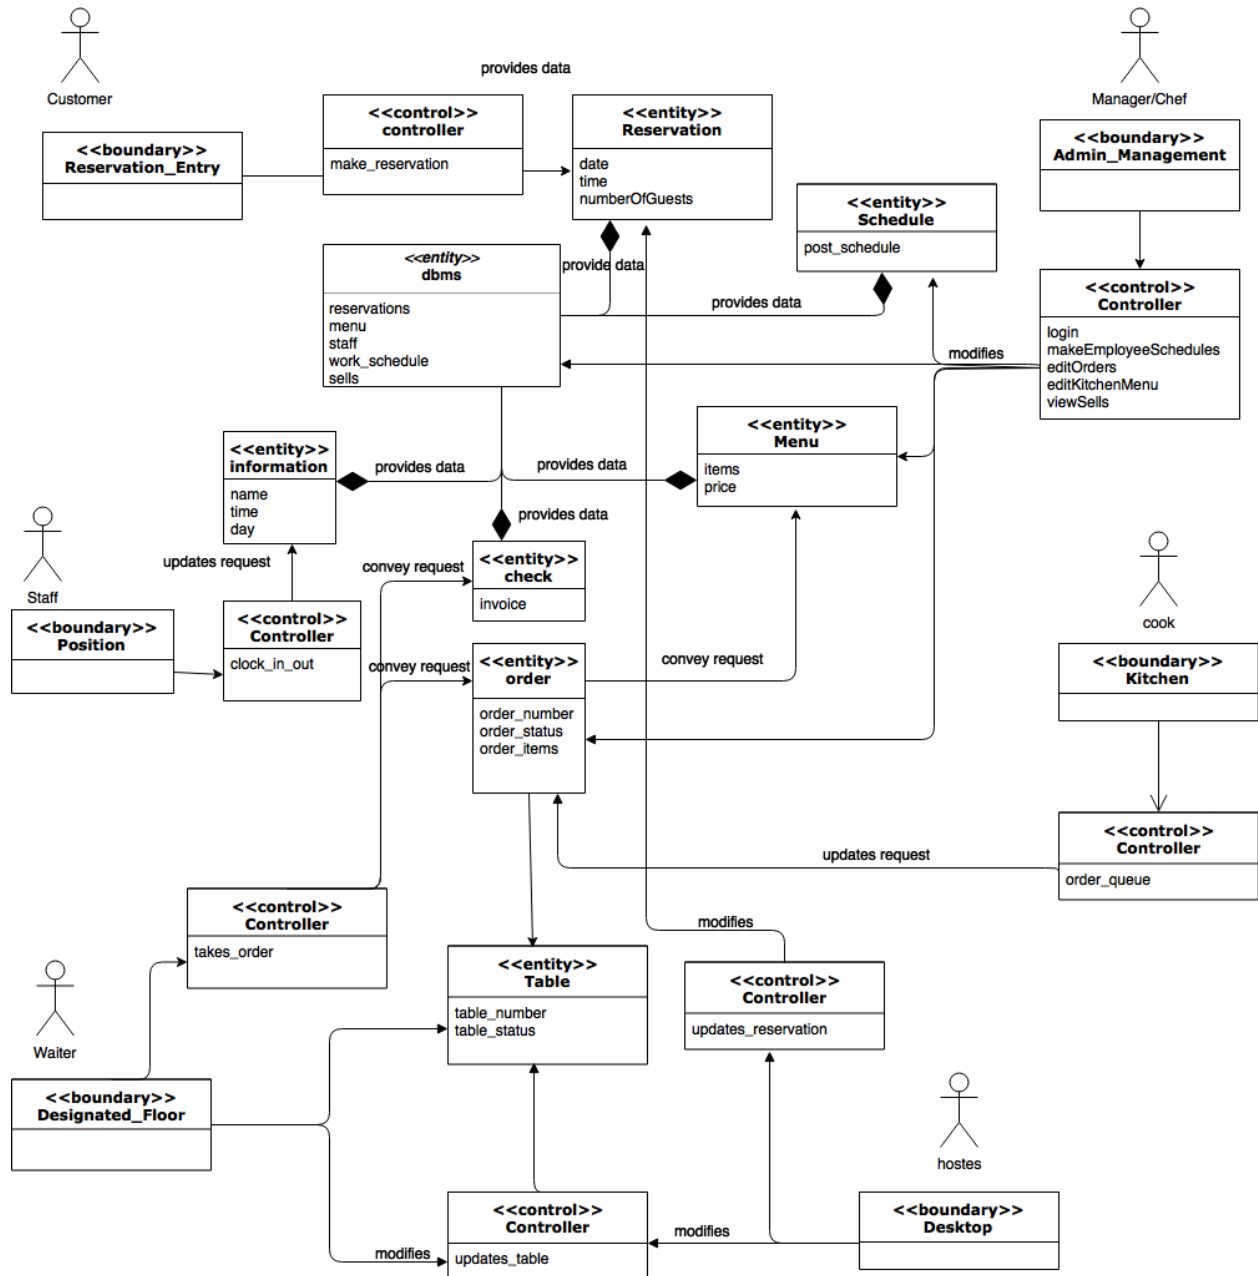 provides data
Customer
Manager/Chef
<<control>>
controller
make_reservation
<<entity>>
Reservation
date
time
numberOfGuests
<<boundary>>
Reservation_Entry
<<boundary>>
Admin_Management
<<entity>>
Schedule
post_schedule
<<entity>>
dbms
reservations
menu
staff
work_schedule
sells
provide data
provides data
<<control>>
Controller
login
makeEmployeeSchedules
editOrders
editKitchenMenu
viewSells
modifies
<<entity>>
Menu
items
price
<<entity>>
information
name
time
day
provides data
provides data
provides data
Staff
updates request
convey request
<<entity>>
check
invoice
cook
<<boundary>>
Position
<<control>>
Controller
clock_in_out
convey request
<<entity>>
order
order_number
order_status
order_items
convey request
<<boundary>>
Kitchen
<<control>>
Controller
order_queue
updates request
<<control>>
Controller
takes_order
modifies
Waiter
<<entity>>
Table
table_number
table_status
<<control>>
Controller
updates_reservation
<<boundary>>
Designated_Floor
hostes
<<control>>
Controller
updates_table
modifies
modifies
<<boundary>>
Desktop